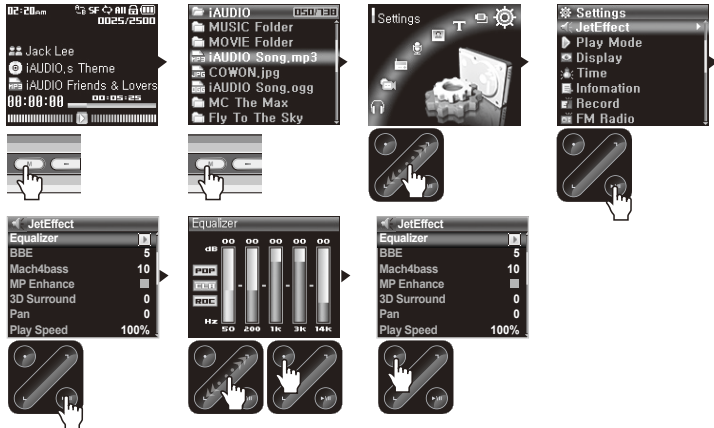 02:20am SF All
0025/2500
Jack Lee
iAUDIO,s Theme
iAUDIO Friends & Lovers
00:00:00 00:05:25
iAUDIO 050/138
MUSIC Folder
MOVIE Folder
iAUDIO Song.mp3
COWON.jpg
iAUDIO Song.ogg
MC The Max
Fly To The Sky
Settings
T
Settings
JetEffect
Play Mode
Display
Time
Infomation
Record
FM Radio
M
M
JetEffect
Equalizer
BBE 5
Mach4bass 10
MP Enhance
3D Surround 0
Pan 0
Play Speed 100%
Equalizer
dB 00 00 00 00 00
POP
ROC
Hz 50 200 1k 3k 14k
JetEffect
Equalizer
BBE 5
Mach4bass 10
MP Enhance
3D Surround 0
Pan 0
Play Speed 100%